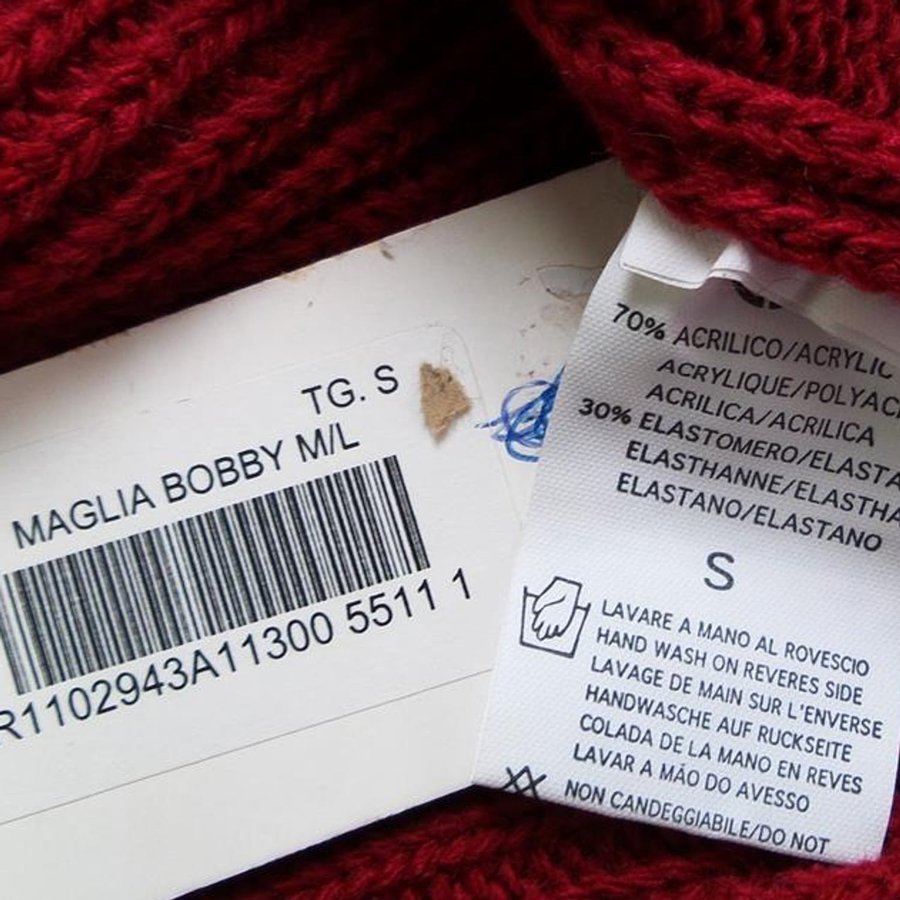 TG. S
MAGLIA BOBBY M/L
R1102943A11300 5511 1
70% ACRILICO/ACRYLIC
ACRYLIQUE/POLYAC
ACRILICA/ACRILICA
30% ELASTOMERO/ELASTA
ELASTHANNE/ELASTHA
ELASTANO/ELASTANO
S
LAVARE A MANO AL ROVESCIO
HAND WASH ON REVERES SIDE
LAVAGE DE MAIN SUR L'ENVERSE
HANDWASCHE AUF RUCKSEITE
COLADA DE LA MANO EN REVES
LAVAR A MÃO DO AVESSO
NON CANDEGGIABILE/DO NOT